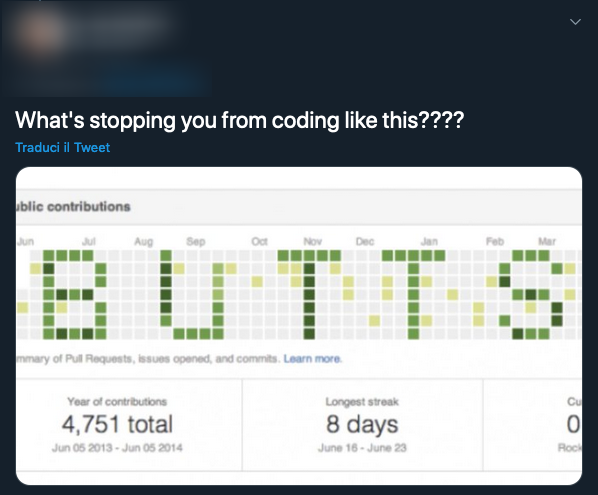 What's stopping you from coding like this????
Traduci il Tweet
ublic contributions
Jun Jul Aug Sep Oct Nov Dec Jan Feb Mar
BUTTS
mmary of Pull Requests, issues opened, and commits. Learn more.
Year of contributions
4,751 total
Jun 05 2013 - Jun 05 2014
Longest streak
8 days
June 16 - June 23
Cu
0
Rock